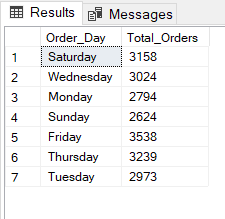 Results Messages
Order_Day Total_Orders
1 Saturday 3158
2 Wednesday 3024
3 Monday 2794
4 Sunday 2624
5 Friday 3538
6 Thursday 3239
7 Tuesday 2973